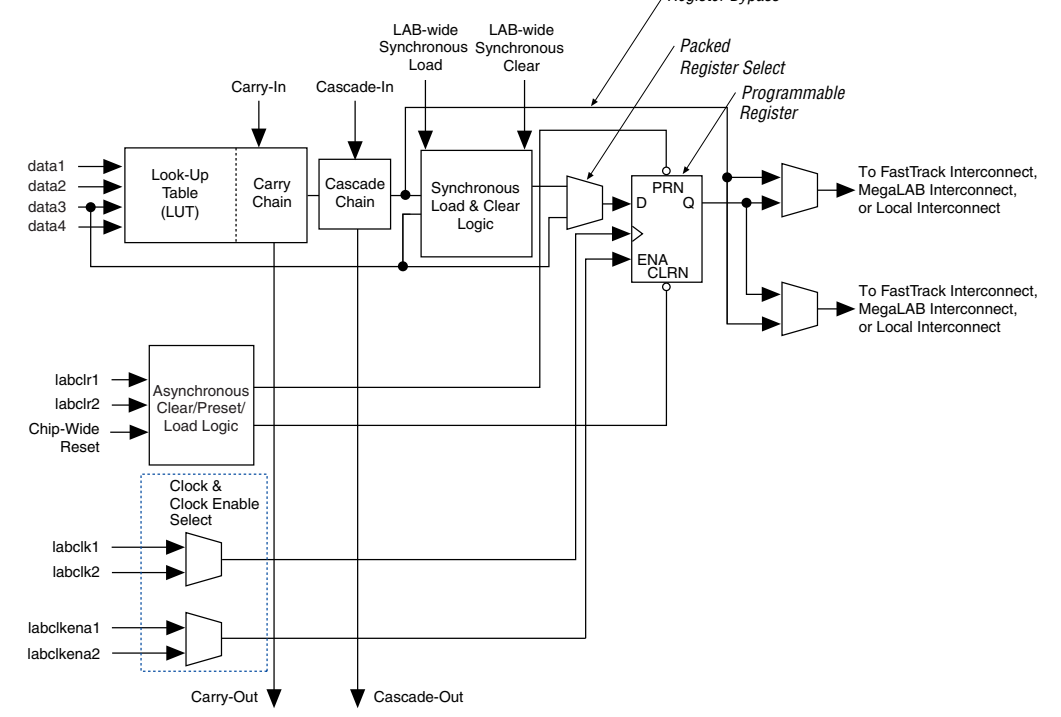 Register Bypass
LAB-wide
Synchronous
Load
LAB-wide
Synchronous
Clear
Packed
Register Select
Programmable
Register
Carry-In
Cascade-In
data1
data2
data3
data4
Look-Up
Table
(LUT)
Carry
Chain
Cascade
Chain
Synchronous
Load & Clear
Logic
PRN
D
Q
ENA
CLRN
To FastTrack Interconnect,
MegaLAB Interconnect,
or Local Interconnect
To FastTrack Interconnect,
MegaLAB Interconnect,
or Local Interconnect
labclr1
labclr2
Chip-Wide
Reset
Asynchronous
Clear/Preset/
Load Logic
Clock &
Clock Enable
Select
labclk1
labclk2
labclkena1
labclkena2
Carry-Out
Cascade-Out